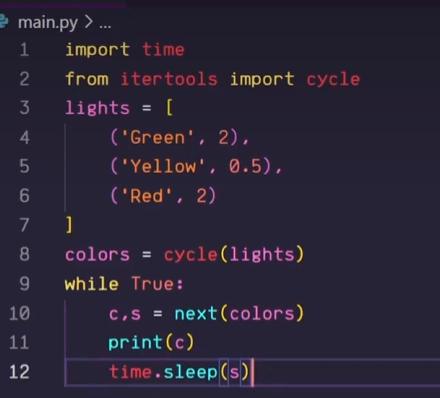 main.py > ...
1 import time
2 from itertools import cycle
3 lights = [
4     ('Green', 2),
5     ('Yellow', 0.5),
6     ('Red', 2)
7 ]
8 colors = cycle(lights)
9 while True:
10     c,s = next(colors)
11     print(c)
12     time.sleep(s)